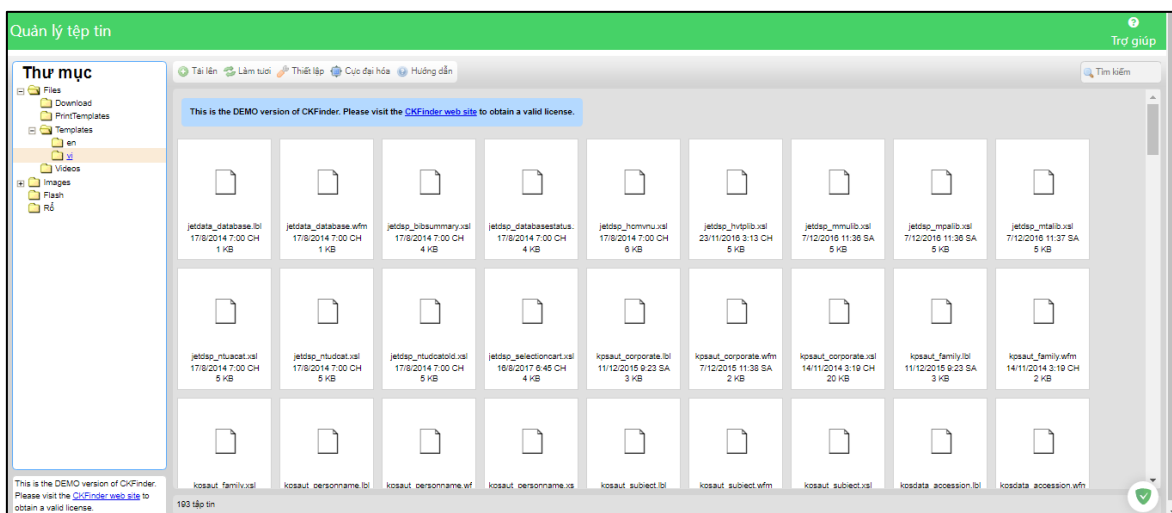 Quản lý tệp tin
Trợ giúp
Thư mục
Files
Download
PrintTemplates
Templates
en
vi
Videos
Images
Flash
Rổ
This is the DEMO version of CKFinder.
Please visit the CKFinder web site to
obtain a valid license.
Tải lên Làm tươi Thiết lập Cực đại hóa Hướng dẫn
Tìm kiếm
This is the DEMO version of CKFinder. Please visit the CKFinder web site to obtain a valid license.
jetdata_database.lbl
17/8/2014 7:00 CH
1 KB
jetdata_database.wfm
17/8/2014 7:00 CH
1 KB
jetdsp_bibsummary.xsl
17/8/2014 7:00 CH
4 KB
jetdsp_databasestatus.
17/8/2014 7:00 CH
4 KB
jetdsp_hcmvnu.xsl
17/8/2014 7:00 CH
6 KB
jetdsp_hvtplib.xsl
23/11/2016 3:13 CH
5 KB
jetdsp_mmulib.xsl
7/12/2016 11:36 SA
5 KB
jetdsp_mpalib.xsl
7/12/2016 11:36 SA
5 KB
jetdsp_mtalib.xsl
7/12/2016 11:37 SA
5 KB
jetdsp_ntuacat.xsl
17/8/2014 7:00 CH
5 KB
jetdsp_ntudcat.xsl
17/8/2014 7:00 CH
5 KB
jetdsp_ntudcatold.xsl
17/8/2014 7:00 CH
5 KB
jetdsp_selectioncart.xsl
16/8/2017 6:45 CH
4 KB
kpsaut_corporate.lbl
11/12/2015 9:23 SA
3 KB
kpsaut_corporate.wfm
7/12/2015 11:38 SA
2 KB
kpsaut_corporate.xsl
14/11/2014 3:19 CH
20 KB
kpsaut_family.lbl
11/12/2015 9:23 SA
3 KB
kpsaut_family.wfm
14/11/2014 3:19 CH
2 KB
kpsaut_family.xsl
kpsaut_personname.lbl
kpsaut_personname.wf
kpsaut_personname.xs
kpsaut_subject.lbl
kpsaut_subject.wfm
kpsaut_subject.xsl
kpsdata_accession.lbl
kpsdata_accession.wfm
193 tập tin